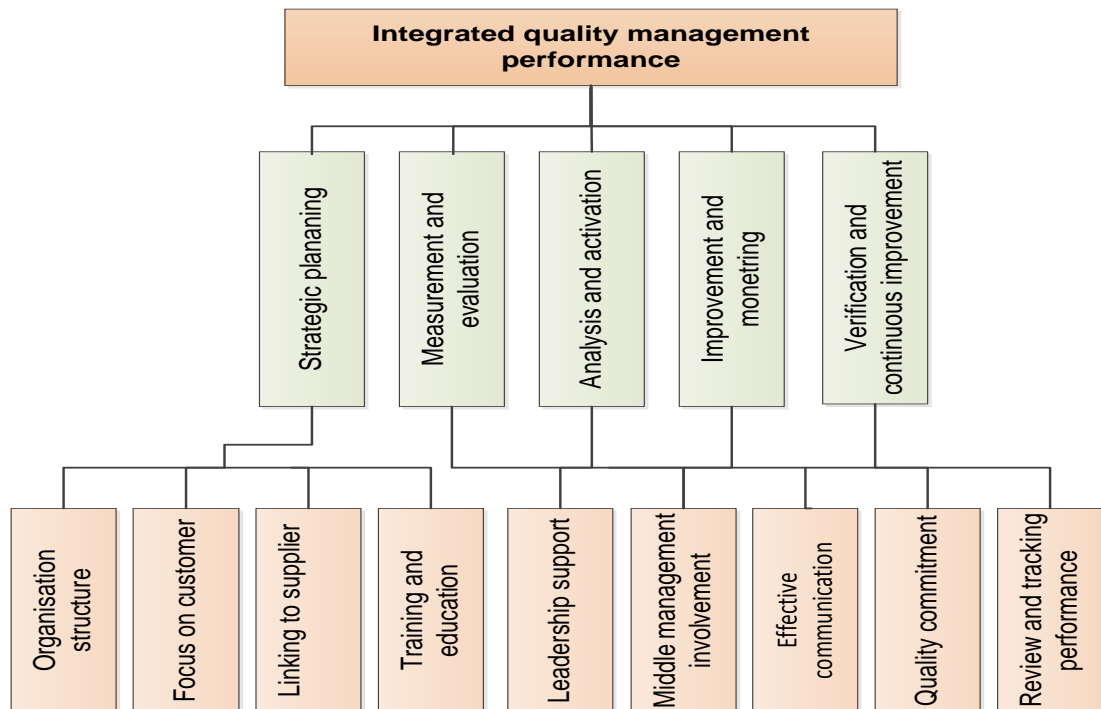 Integrated quality management
performance
Strategic plananing
Measurement and
evaluation
Analysis and activation
Improvement and
monetring
Verification and
continuous improvement
Organisation
structure
Focus on customer
Linking to supplier
Training and
education
Leadership support
Middle management
involvement
Effective
communication
Quality commitment
Review and tracking
performance